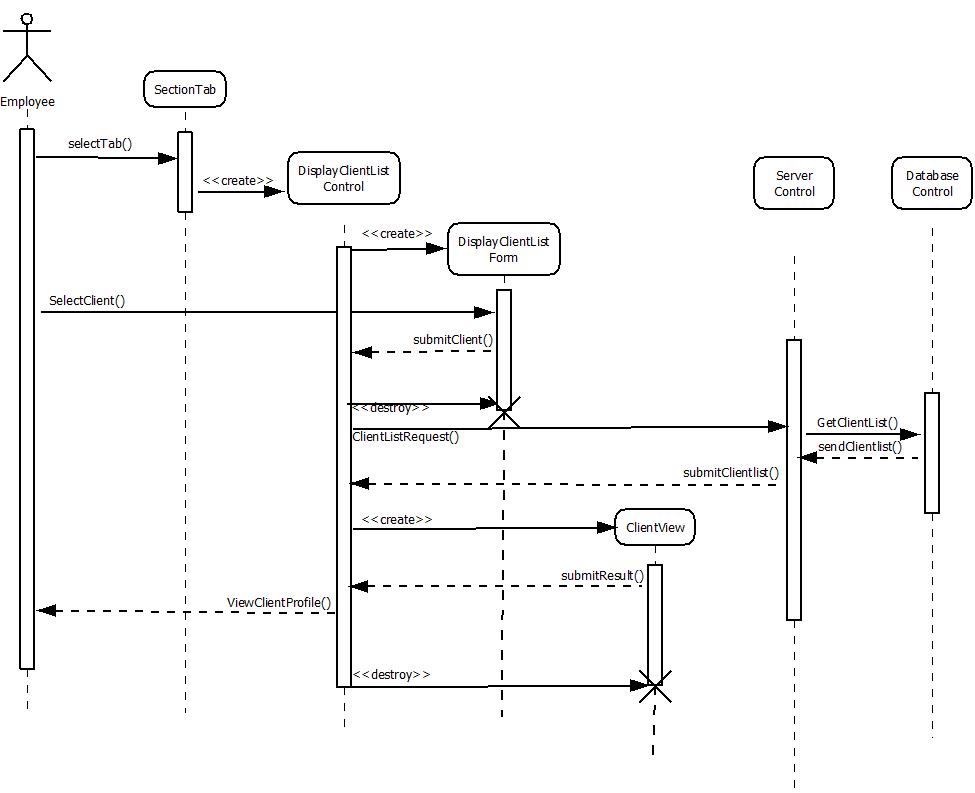 Employee
SectionTab
selectTab()
<<create>>
DisplayClientList
Control
Server
Control
Database
Control
<<create>>
DisplayClientList
Form
SelectClient()
submitClient()
<<destroy>>
ClientListRequest()
GetClientList()
sendClientlist()
submitClientlist()
<<create>>
ClientView
submitResult()
ViewClientProfile()
<<destroy>>